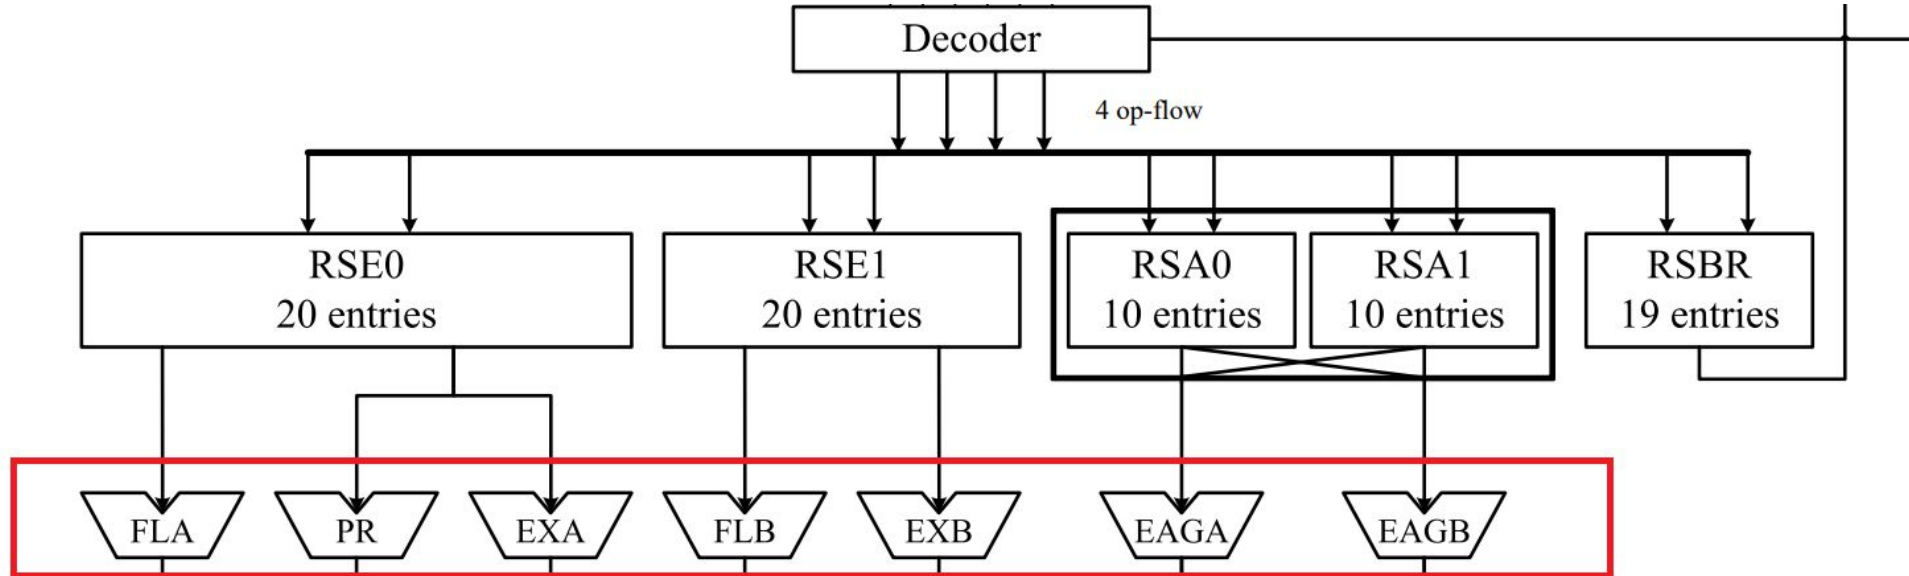 Decoder
4 op-flow
RSE0
20 entries
RSE1
20 entries
RSA0
10 entries
RSA1
10 entries
RSBR
19 entries
FLA
PR
EXA
FLB
EXB
EAGA
EAGB